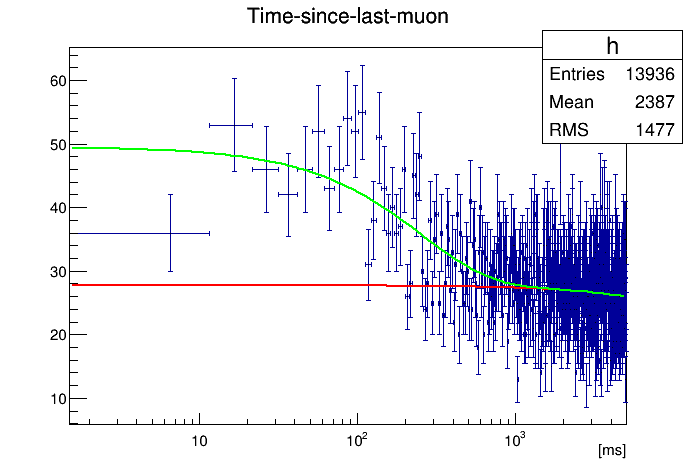 Time-since-last-muon
h
Entries 13936
Mean 2387
RMS 1477
60
50
40
30
20
10
10 10² 10³
[ms]